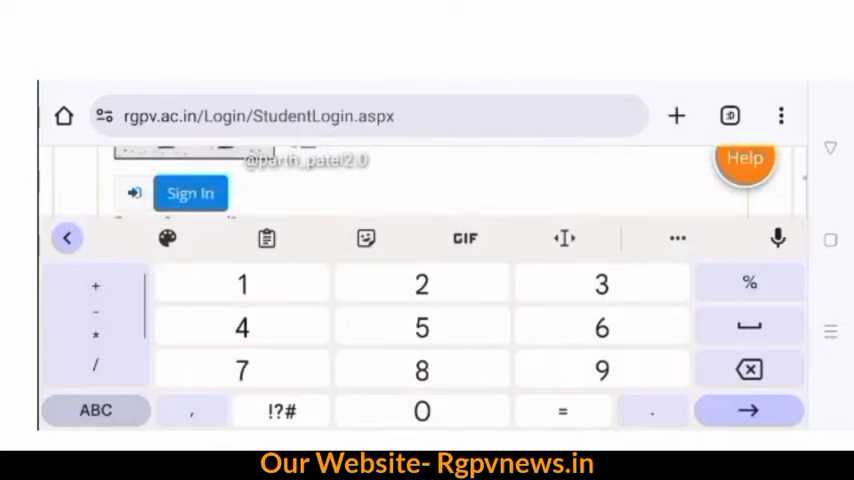 rgpv.ac.in/Login/StudentLogin.aspx
:D
@parth_patel2.0
Help
Sign In
GIF
+ 1 2 3 %
-
* 4 5 6
/ 7 8 9
ABC , !?# 0 = .
Our Website- Rgpvnews.in